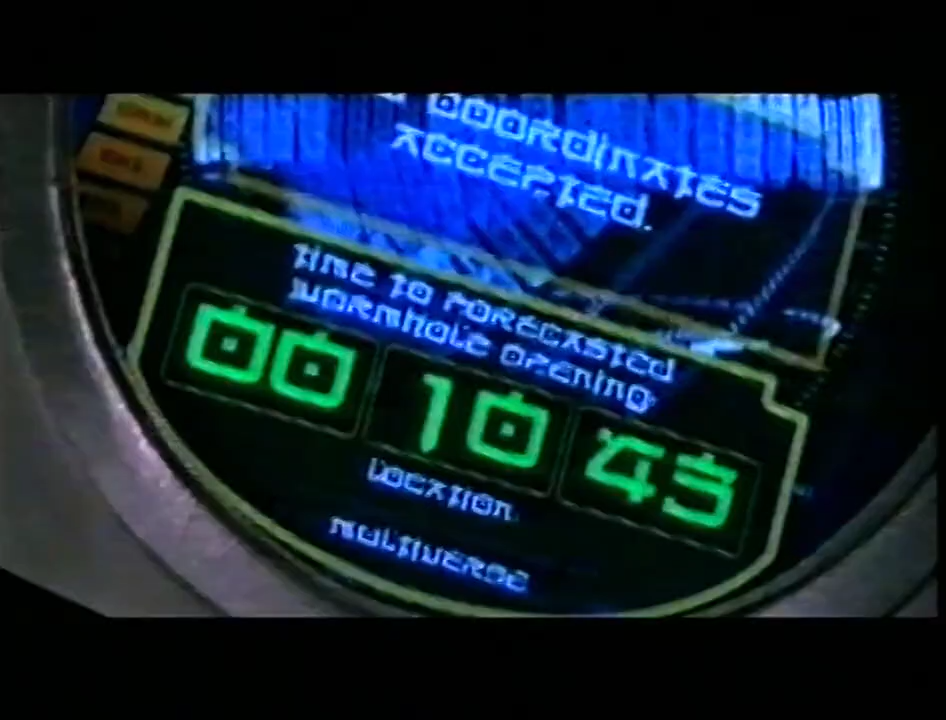 COORDINATES
ACCEPTED.
TIME TO FORECASTED
WORMHOLE OPENING
00 10 43
LOCATION
MULTIVERSE